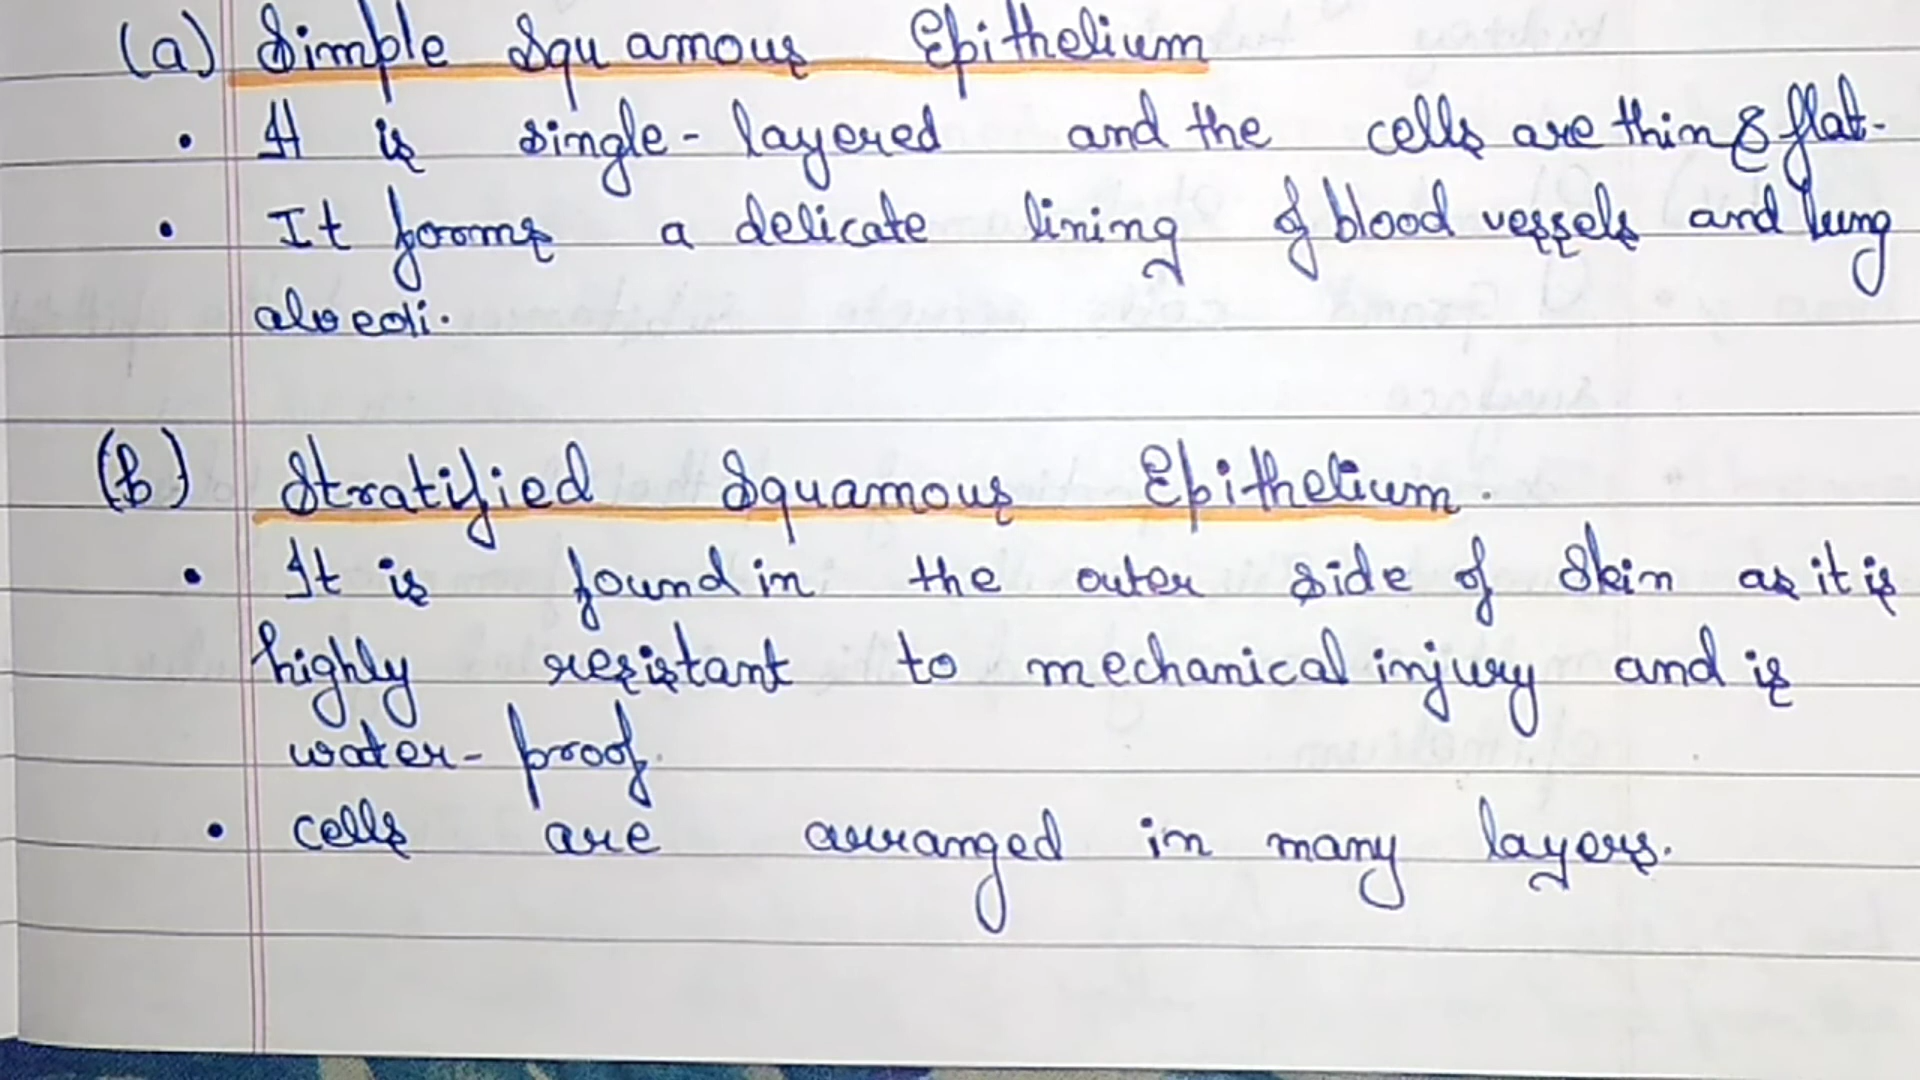 (a) Simple Squamous Epithelium
• It is single-layered and the cells are thin & flat.
• It forms a delicate lining of blood vessels and lung
alveoli.
(b) Stratified Squamous Epithelium.
• It is found in the outer side of Skin as it is
highly resistant to mechanical injury and is
water-proof.
• cells are arranged in many layers.